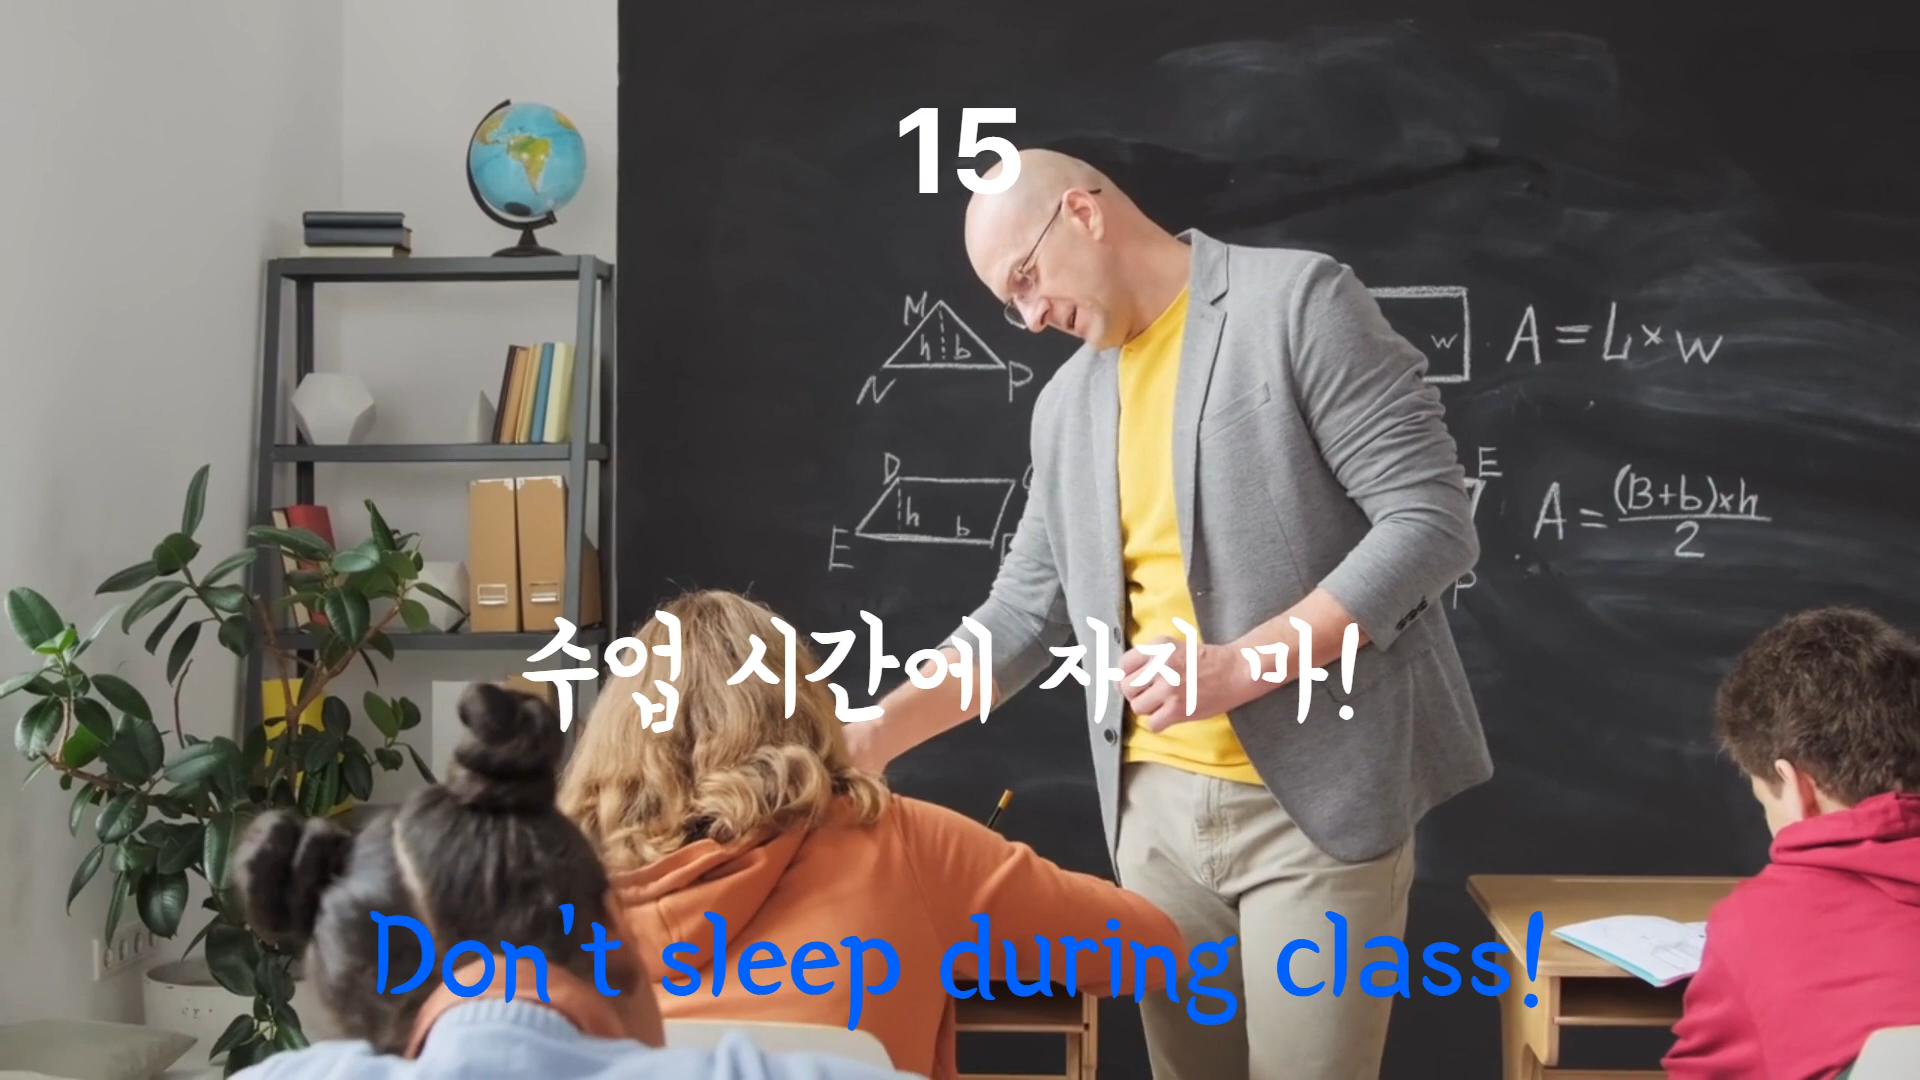 15
M
h b
N P
w
A = L × w
D
h b
E
E
A = (B+b)×h
2
P
수업 시간에 자지 마!
Don't sleep during class!